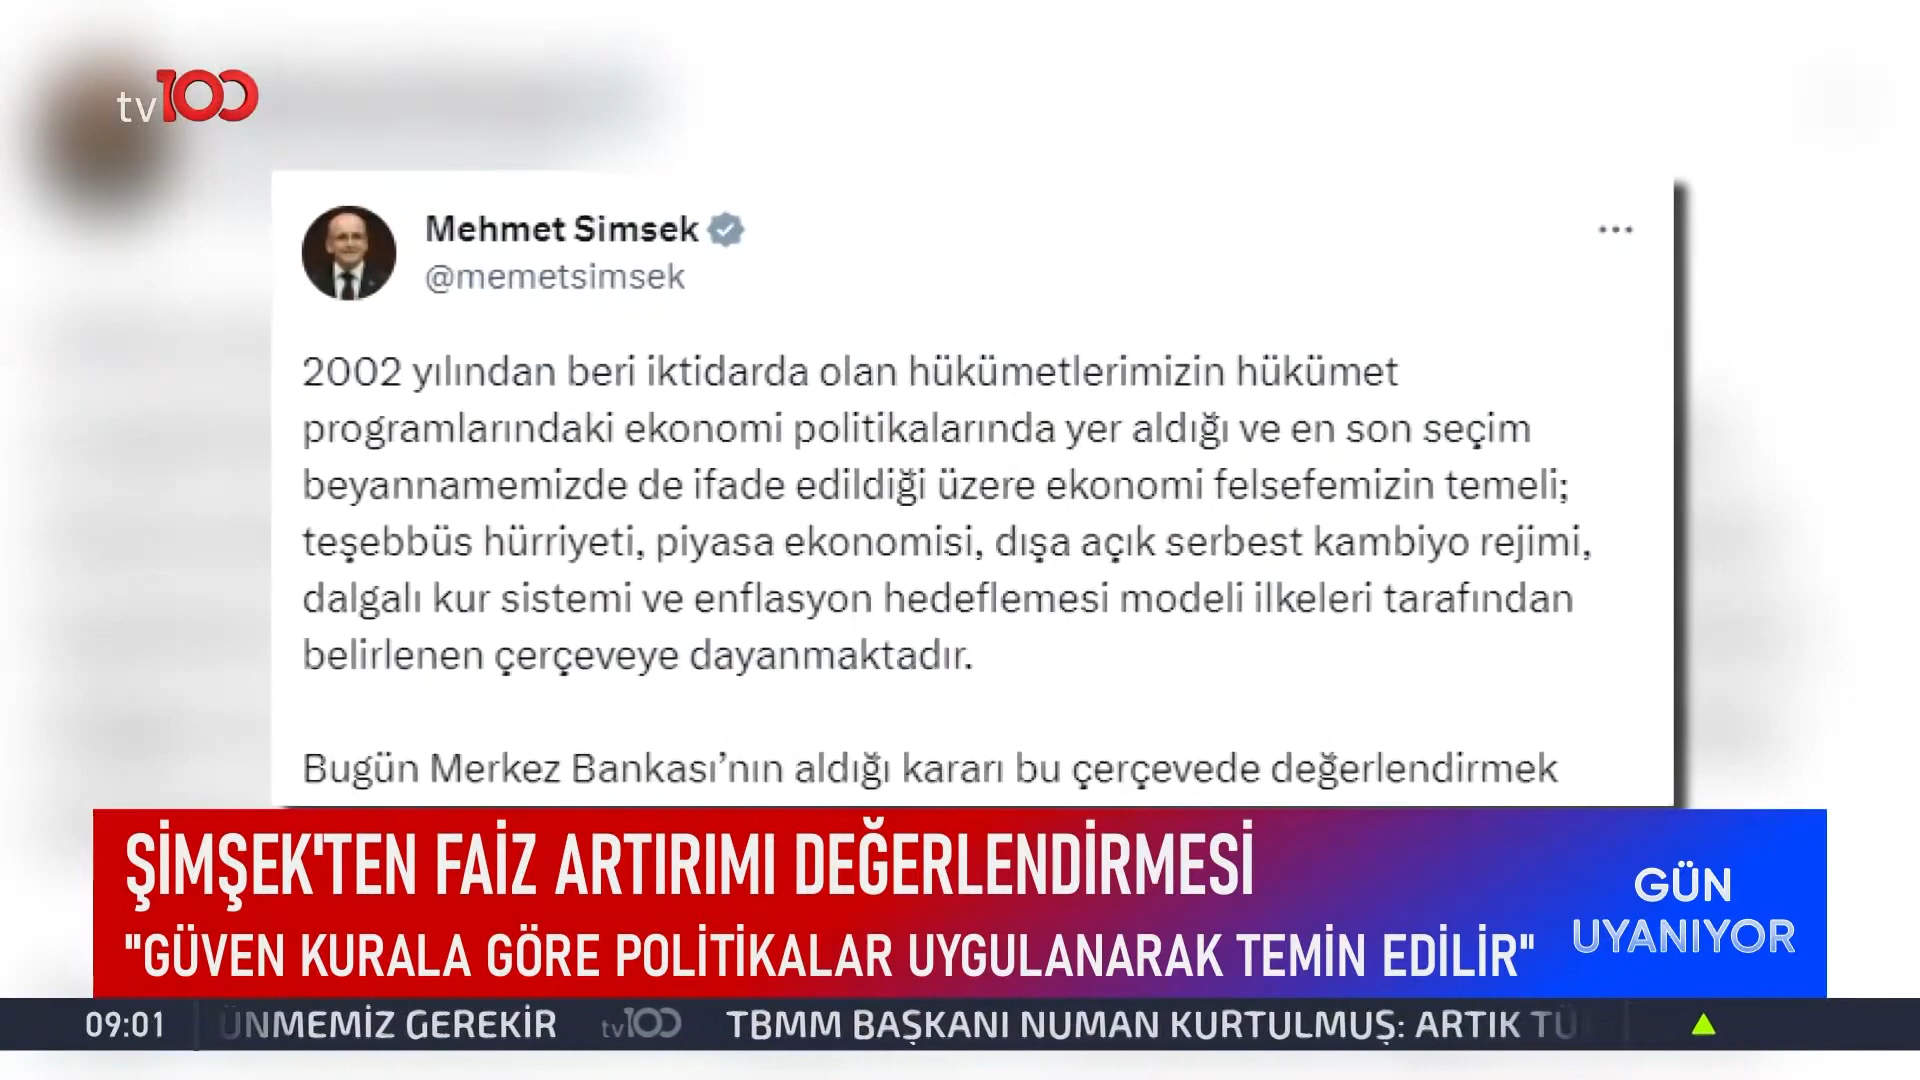 tv100
Mehmet Simsek
@memetsimsek
2002 yılından beri iktidarda olan hükümetlerimizin hükümet
programlarındaki ekonomi politikalarında yer aldığı ve en son seçim
beyannamemizde de ifade edildiği üzere ekonomi felsefemizin temeli;
teşebbüs hürriyeti, piyasa ekonomisi, dışa açık serbest kambiyo rejimi,
dalgalı kur sistemi ve enflasyon hedeflemesi modeli ilkeleri tarafından
belirlenen çerçeveye dayanmaktadır.
Bugün Merkez Bankası’nın aldığı kararı bu çerçevede değerlendirmek
ŞİMŞEK'TEN FAİZ ARTIRIMI DEĞERLENDİRMESİ
"GÜVEN KURALA GÖRE POLİTİKALAR UYGULANARAK TEMİN EDİLİR"
GÜN
UYANIYOR
09:01 ÜNMEMİZ GEREKİR tv100 TBMM BAŞKANI NUMAN KURTULMUŞ: ARTIK TÜ